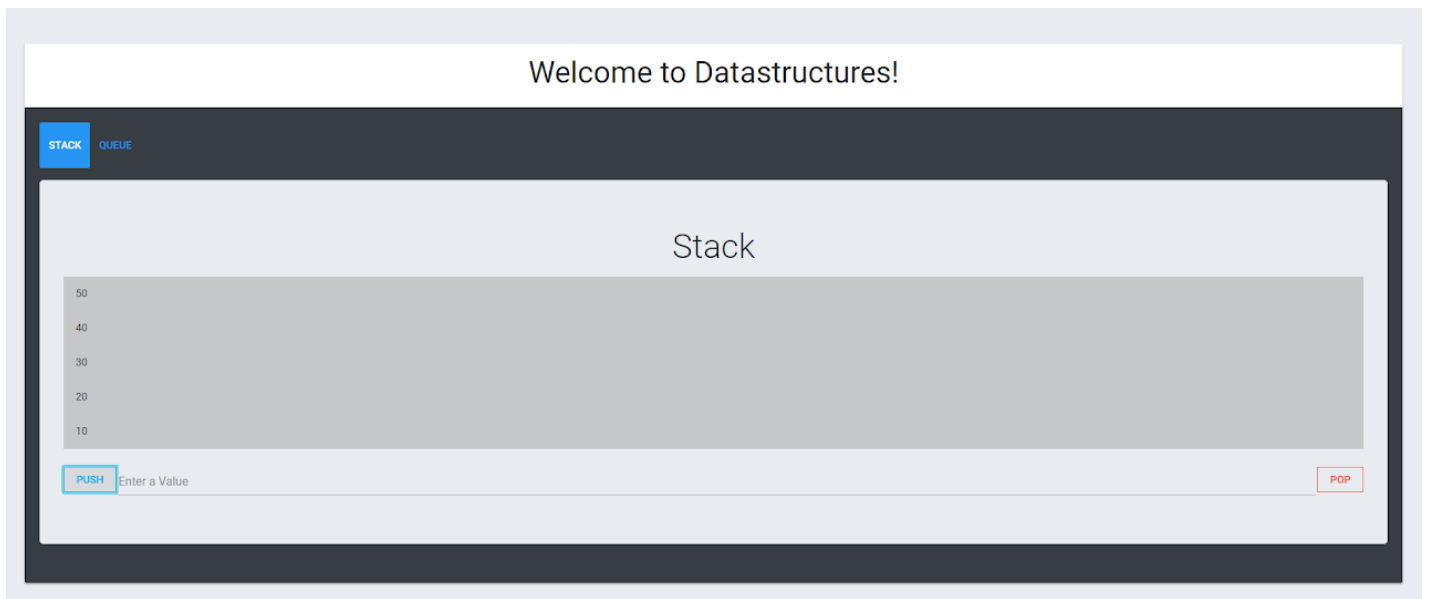 Welcome to Datastructures!
STACK QUEUE
Stack
50
40
30
20
10
PUSH Enter a Value POP